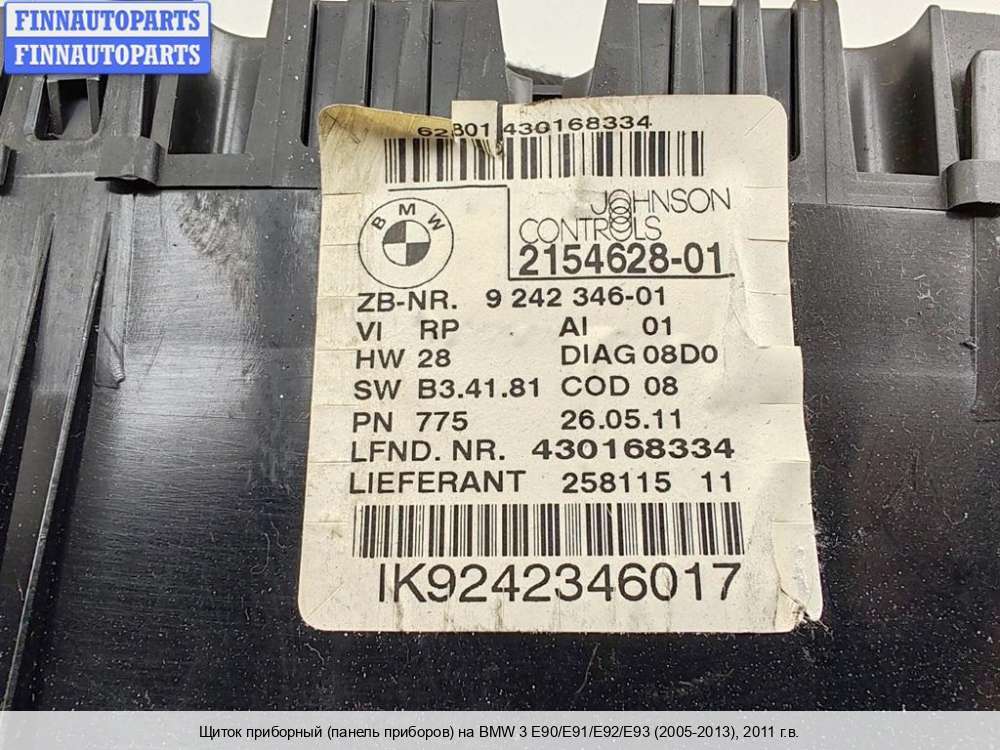 FINNAUTOPARTS
FINNAUTOPARTS
62801 430168334
BMW
JOHNSON
CONTROLS
2154628-01
ZB-NR. 9 242 346-01
VI RP AI 01
HW 28 DIAG 08D0
SW B3.41.81 COD 08
PN 775 26.05.11
LFND. NR. 430168334
LIEFERANT 258115 11
IK9242346017
Щиток приборный (панель приборов) на BMW 3 E90/E91/E92/E93 (2005-2013), 2011 г.в.